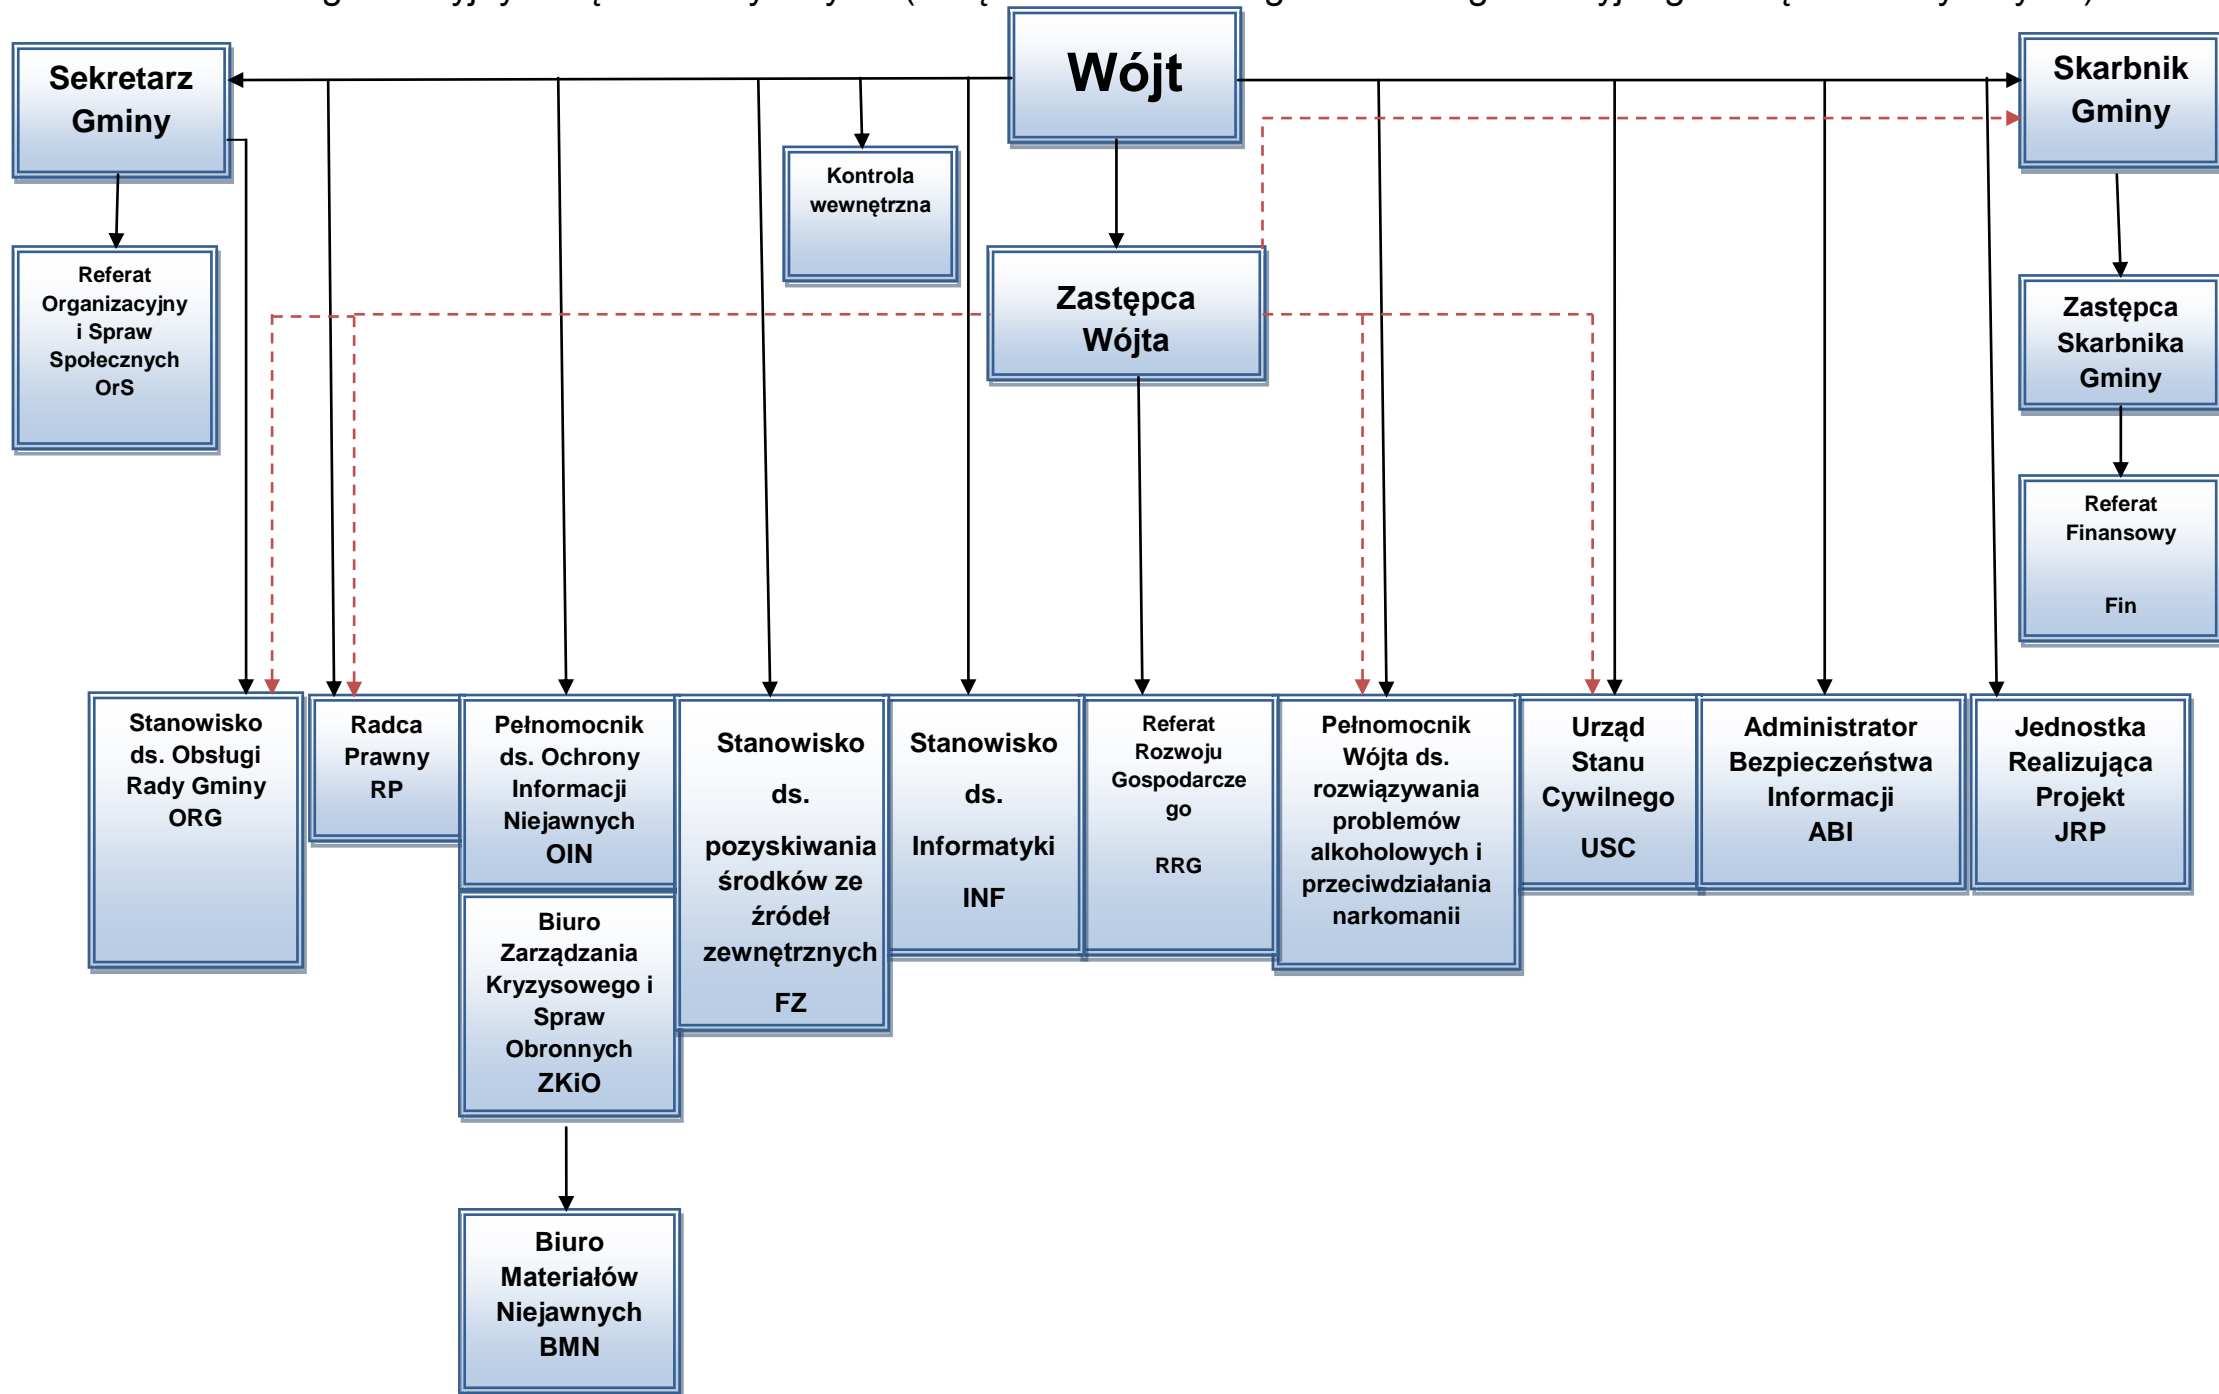 Wójt
Sekretarz
Gminy
Skarbnik
Gminy
Kontrola
wewnętrzna
Referat
Organizacyjny
i Spraw
Społecznych
OrS
Zastępca
Wójta
Zastępca
Skarbnika
Gminy
Referat
Finansowy
Fin
Stanowisko
ds. Obsługi
Rady Gminy
ORG
Radca
Prawny
RP
Pełnomocnik
ds. Ochrony
Informacji
Niejawnych
OIN
Stanowisko
ds.
pozyskiwania
środków ze
źródeł
zewnętrznych
FZ
Stanowisko
ds.
Informatyki
INF
Referat
Rozwoju
Gospodarcze
go
RRG
Pełnomocnik
Wójta ds.
rozwiązywania
problemów
alkoholowych i
przeciwdziałania
narkomanii
Urząd
Stanu
Cywilnego
USC
Administrator
Bezpieczeństwa
Informacji
ABI
Jednostka
Realizująca
Projekt
JRP
Biuro
Zarządzania
Kryzysowego i
Spraw
Obronnych
ZKiO
Biuro
Materiałów
Niejawnych
BMN